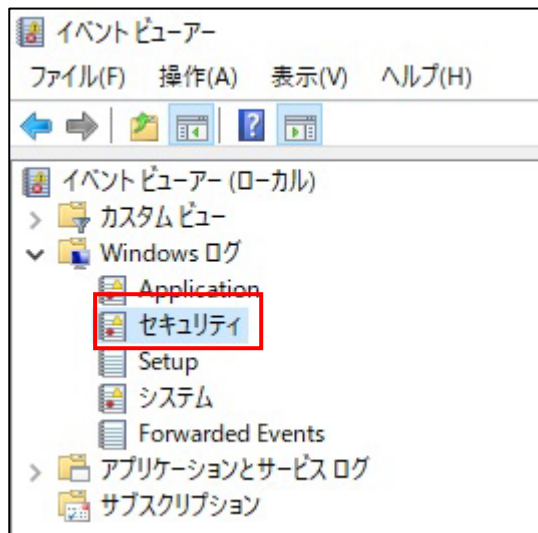 イベント ビューアー
ファイル(F) 操作(A) 表示(V) ヘルプ(H)
イベント ビューアー (ローカル)
カスタム ビュー
Windows ログ
Application
セキュリティ
Setup
システム
Forwarded Events
アプリケーションとサービス ログ
サブスクリプション